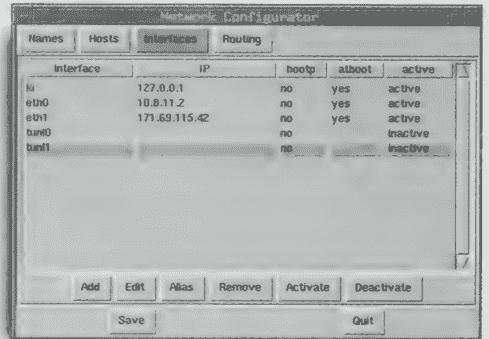 Network Configurator
Names Hosts Interfaces Routing
interface IP bootp atboot active
lo 127.0.0.1 no yes active
eth0 10.8.11.2 no yes active
eth1 171.69.115.42 no yes active
tunl0 no inactive
tunl1 no inactive
Add Edit Alias Remove Activate Deactivate
Save Quit